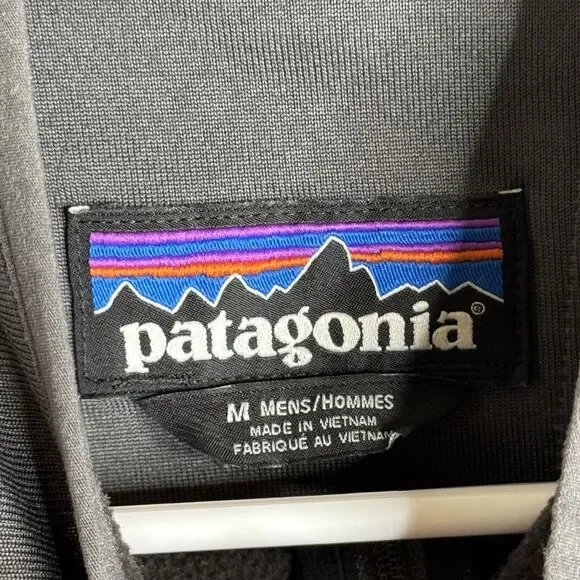 patagonia®
M MENS/HOMMES
MADE IN VIETNAM
FABRIQUÉ AU VIETNAM